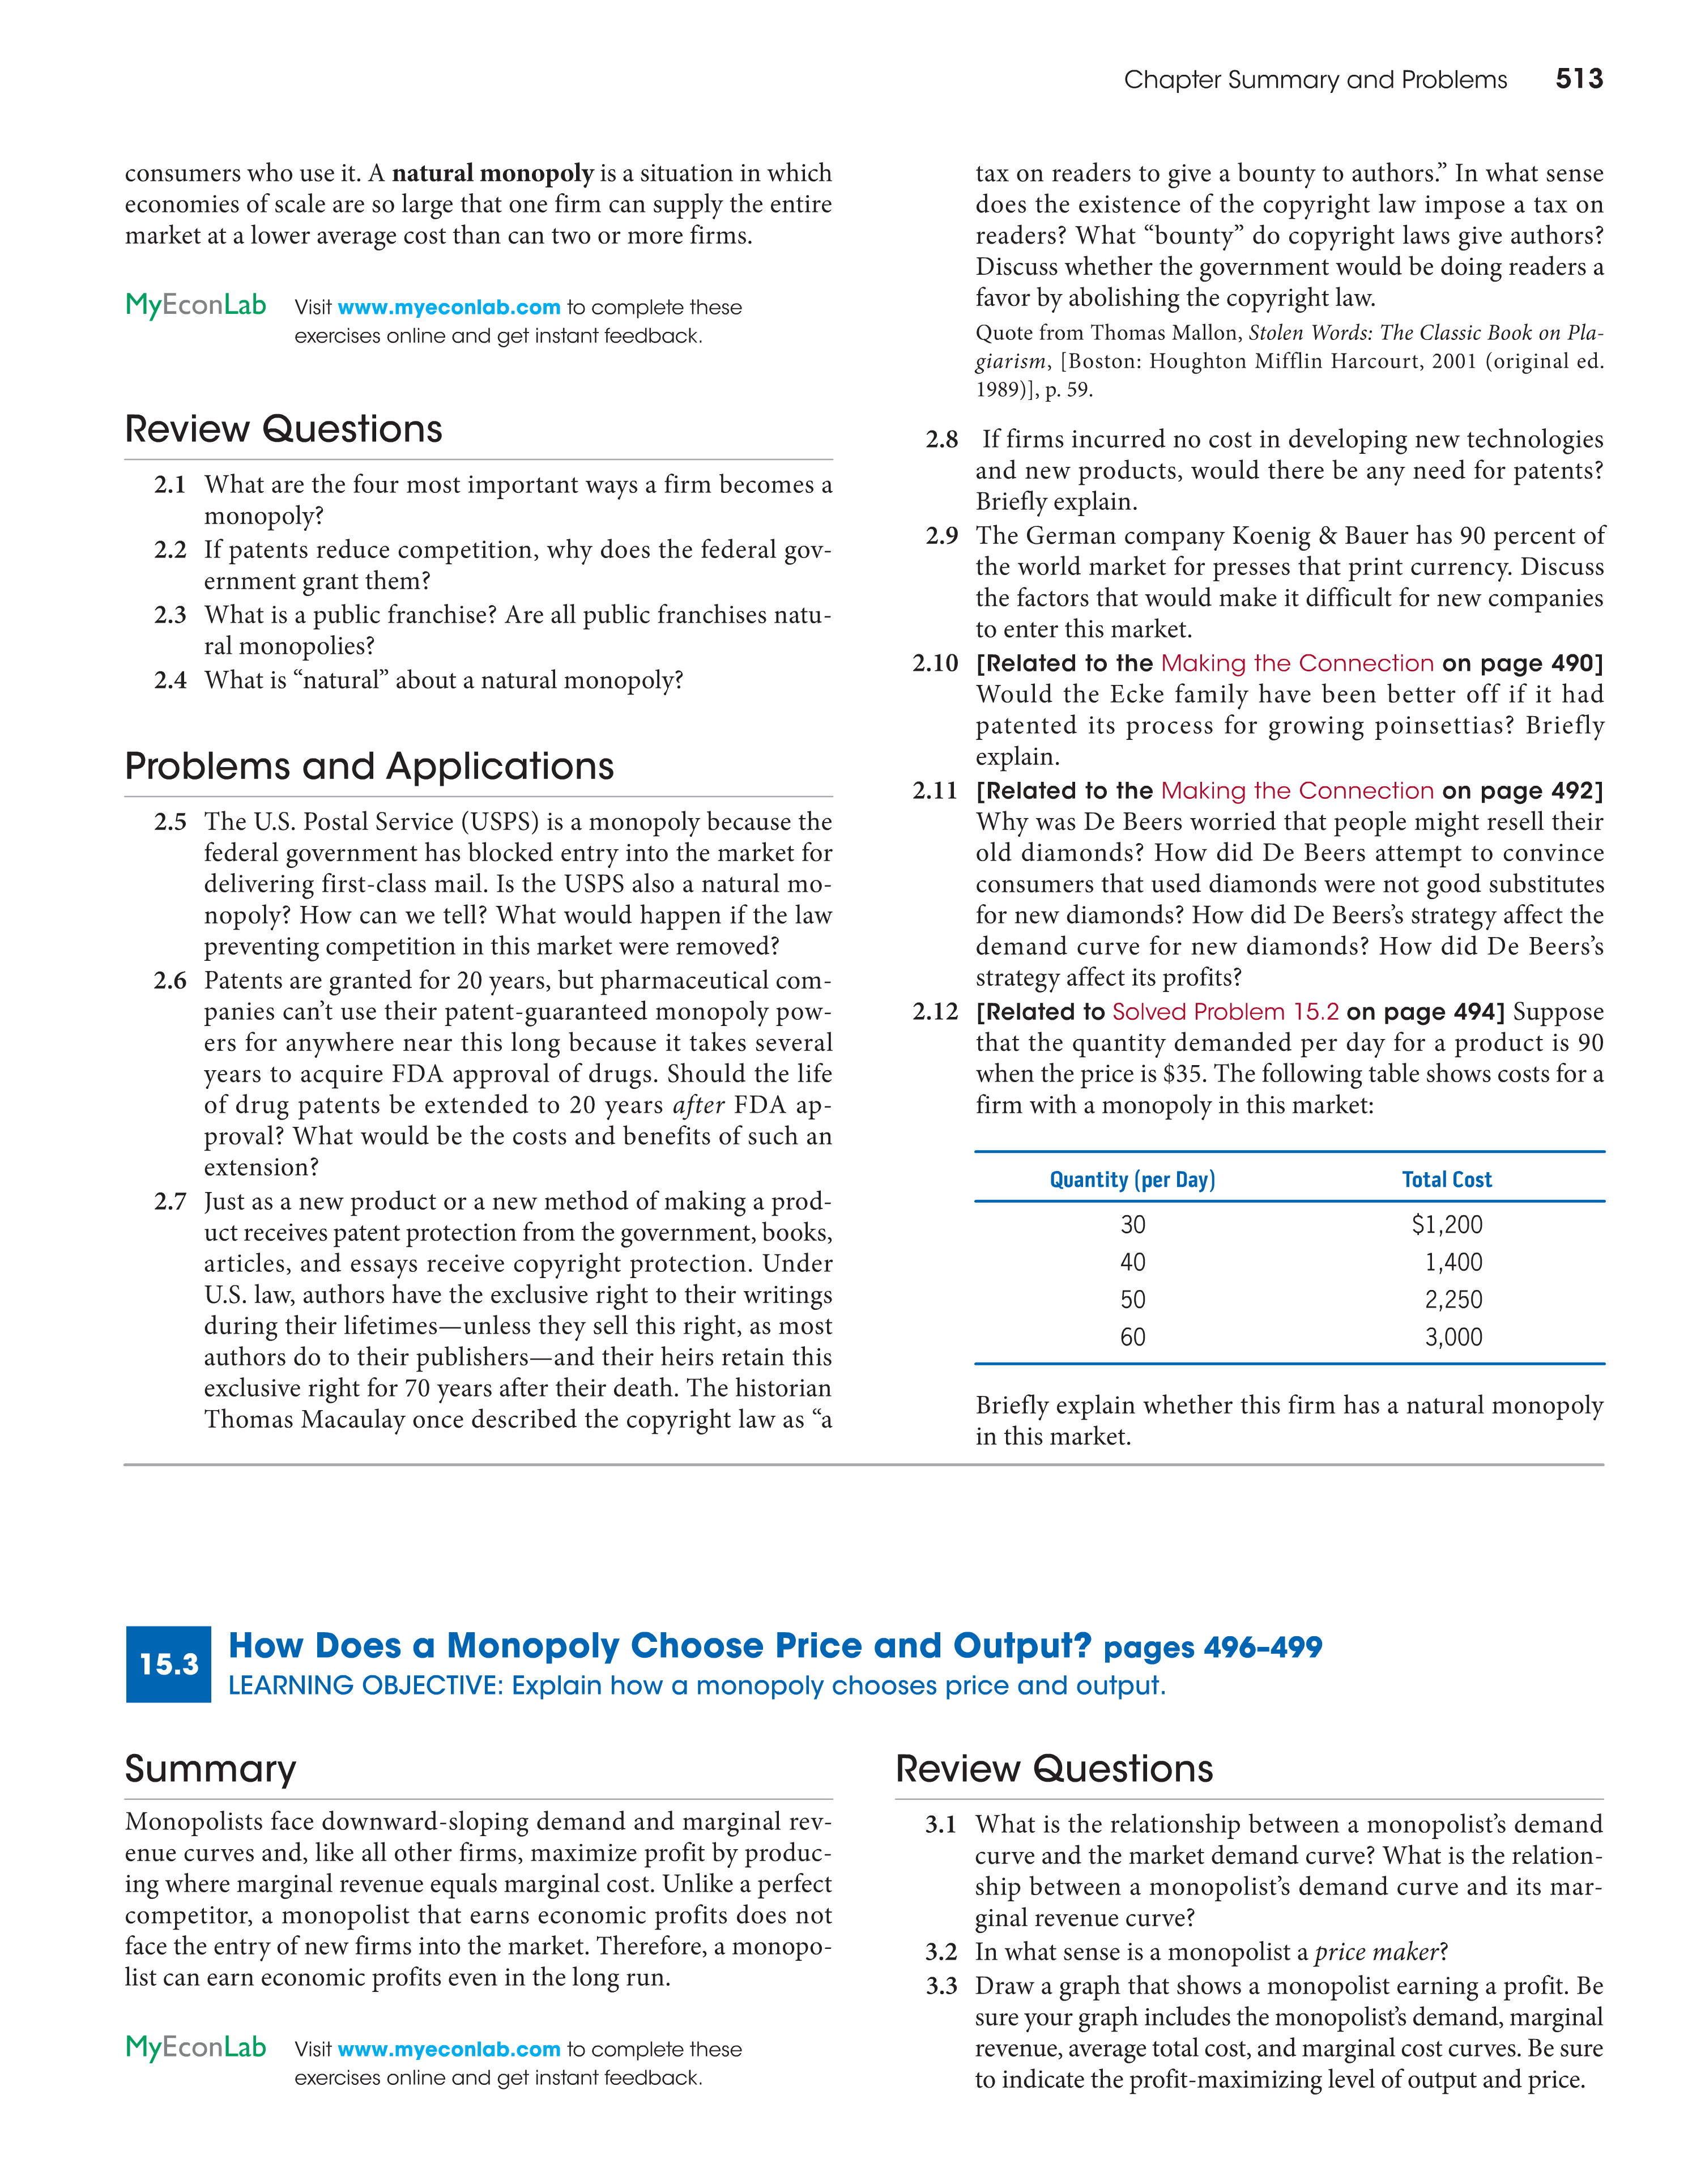 Chapter Summary and Problems 513
consumers who use it. A natural monopoly is a situation in which
economies of scale are so large that one firm can supply the entire
market at a lower average cost than can two or more firms.
MyEconLab Visit www.myeconlab.com to complete these
exercises online and get instant feedback.
Review Questions
2.1 What are the four most important ways a firm becomes a
monopoly?
2.2 If patents reduce competition, why does the federal gov-
ernment grant them?
2.3 What is a public franchise? Are all public franchises natu-
ral monopolies?
2.4 What is “natural” about a natural monopoly?
Problems and Applications
2.5 The U.S. Postal Service (USPS) is a monopoly because the
federal government has blocked entry into the market for
delivering first-class mail. Is the USPS also a natural mo-
nopoly? How can we tell? What would happen if the law
preventing competition in this market were removed?
2.6 Patents are granted for 20 years, but pharmaceutical com-
panies can’t use their patent-guaranteed monopoly pow-
ers for anywhere near this long because it takes several
years to acquire FDA approval of drugs. Should the life
of drug patents be extended to 20 years after FDA ap-
proval? What would be the costs and benefits of such an
extension?
2.7 Just as a new product or a new method of making a prod-
uct receives patent protection from the government, books,
articles, and essays receive copyright protection. Under
U.S. law, authors have the exclusive right to their writings
during their lifetimes—unless they sell this right, as most
authors do to their publishers—and their heirs retain this
exclusive right for 70 years after their death. The historian
Thomas Macaulay once described the copyright law as “a
tax on readers to give a bounty to authors.” In what sense
does the existence of the copyright law impose a tax on
readers? What “bounty” do copyright laws give authors?
Discuss whether the government would be doing readers a
favor by abolishing the copyright law.
Quote from Thomas Mallon, Stolen Words: The Classic Book on Pla-
giarism, [Boston: Houghton Mifflin Harcourt, 2001 (original ed.
1989)], p. 59.
2.8 If firms incurred no cost in developing new technologies
and new products, would there be any need for patents?
Briefly explain.
2.9 The German company Koenig & Bauer has 90 percent of
the world market for presses that print currency. Discuss
the factors that would make it difficult for new companies
to enter this market.
2.10 [Related to the Making the Connection on page 490]
Would the Ecke family have been better off if it had
patented its process for growing poinsettias? Briefly
explain.
2.11 [Related to the Making the Connection on page 492]
Why was De Beers worried that people might resell their
old diamonds? How did De Beers attempt to convince
consumers that used diamonds were not good substitutes
for new diamonds? How did De Beers’s strategy affect the
demand curve for new diamonds? How did De Beers’s
strategy affect its profits?
2.12 [Related to Solved Problem 15.2 on page 494] Suppose
that the quantity demanded per day for a product is 90
when the price is $35. The following table shows costs for a
firm with a monopoly in this market:
Quantity (per Day) Total Cost
30 $1,200
40 1,400
50 2,250
60 3,000
Briefly explain whether this firm has a natural monopoly
in this market.
15.3 How Does a Monopoly Choose Price and Output? pages 496–499
LEARNING OBJECTIVE: Explain how a monopoly chooses price and output.
Summary
Monopolists face downward-sloping demand and marginal rev-
enue curves and, like all other firms, maximize profit by produc-
ing where marginal revenue equals marginal cost. Unlike a perfect
competitor, a monopolist that earns economic profits does not
face the entry of new firms into the market. Therefore, a monopo-
list can earn economic profits even in the long run.
MyEconLab Visit www.myeconlab.com to complete these
exercises online and get instant feedback.
Review Questions
3.1 What is the relationship between a monopolist’s demand
curve and the market demand curve? What is the relation-
ship between a monopolist’s demand curve and its mar-
ginal revenue curve?
3.2 In what sense is a monopolist a price maker?
3.3 Draw a graph that shows a monopolist earning a profit. Be
sure your graph includes the monopolist’s demand, marginal
revenue, average total cost, and marginal cost curves. Be sure
to indicate the profit-maximizing level of output and price.